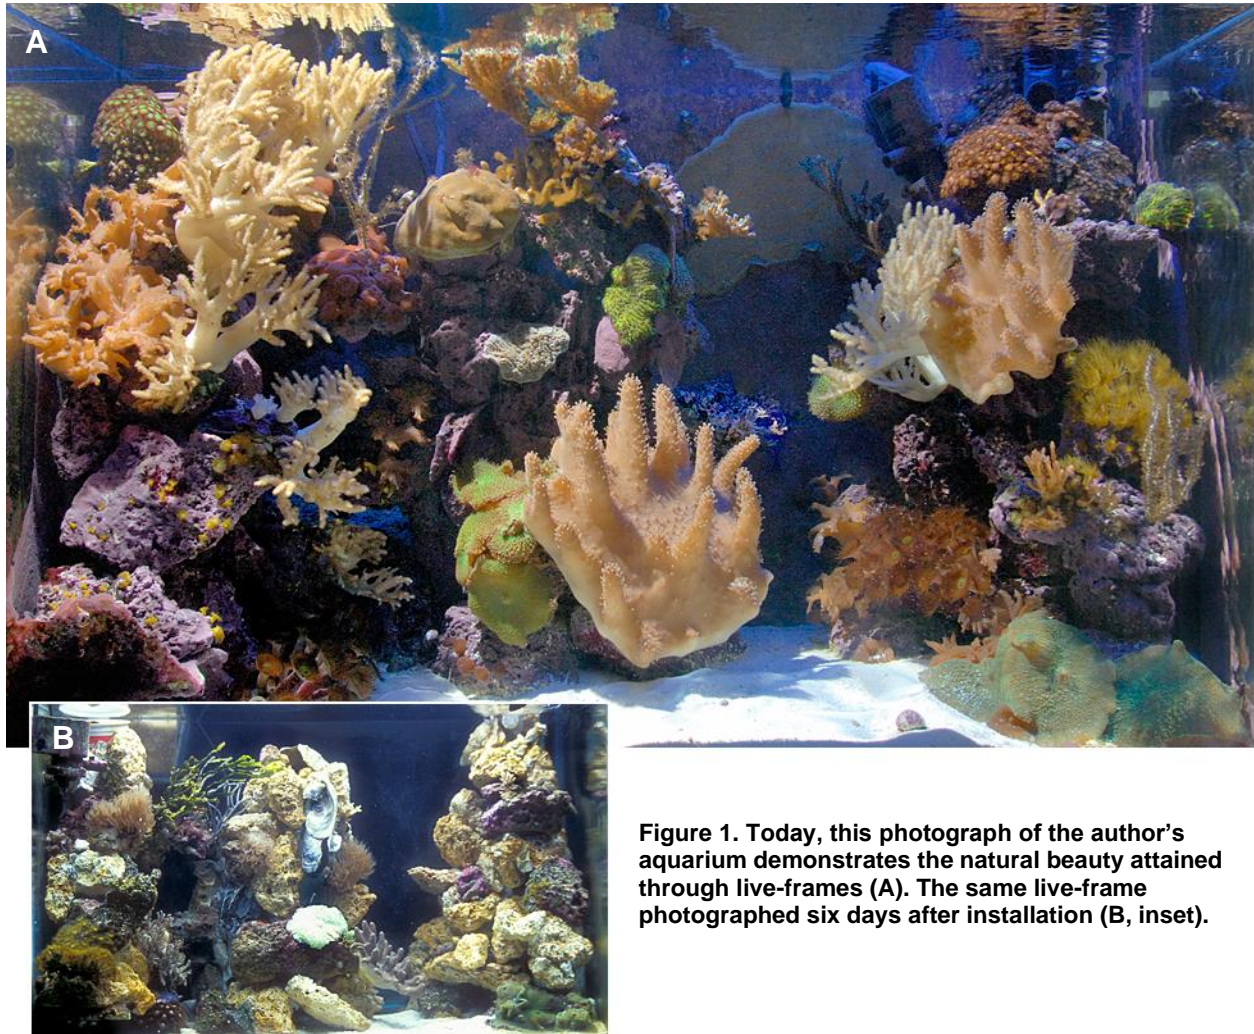 A
B
Figure 1. Today, this photograph of the author’s
aquarium demonstrates the natural beauty attained
through live-frames (A). The same live-frame
photographed six days after installation (B, inset).